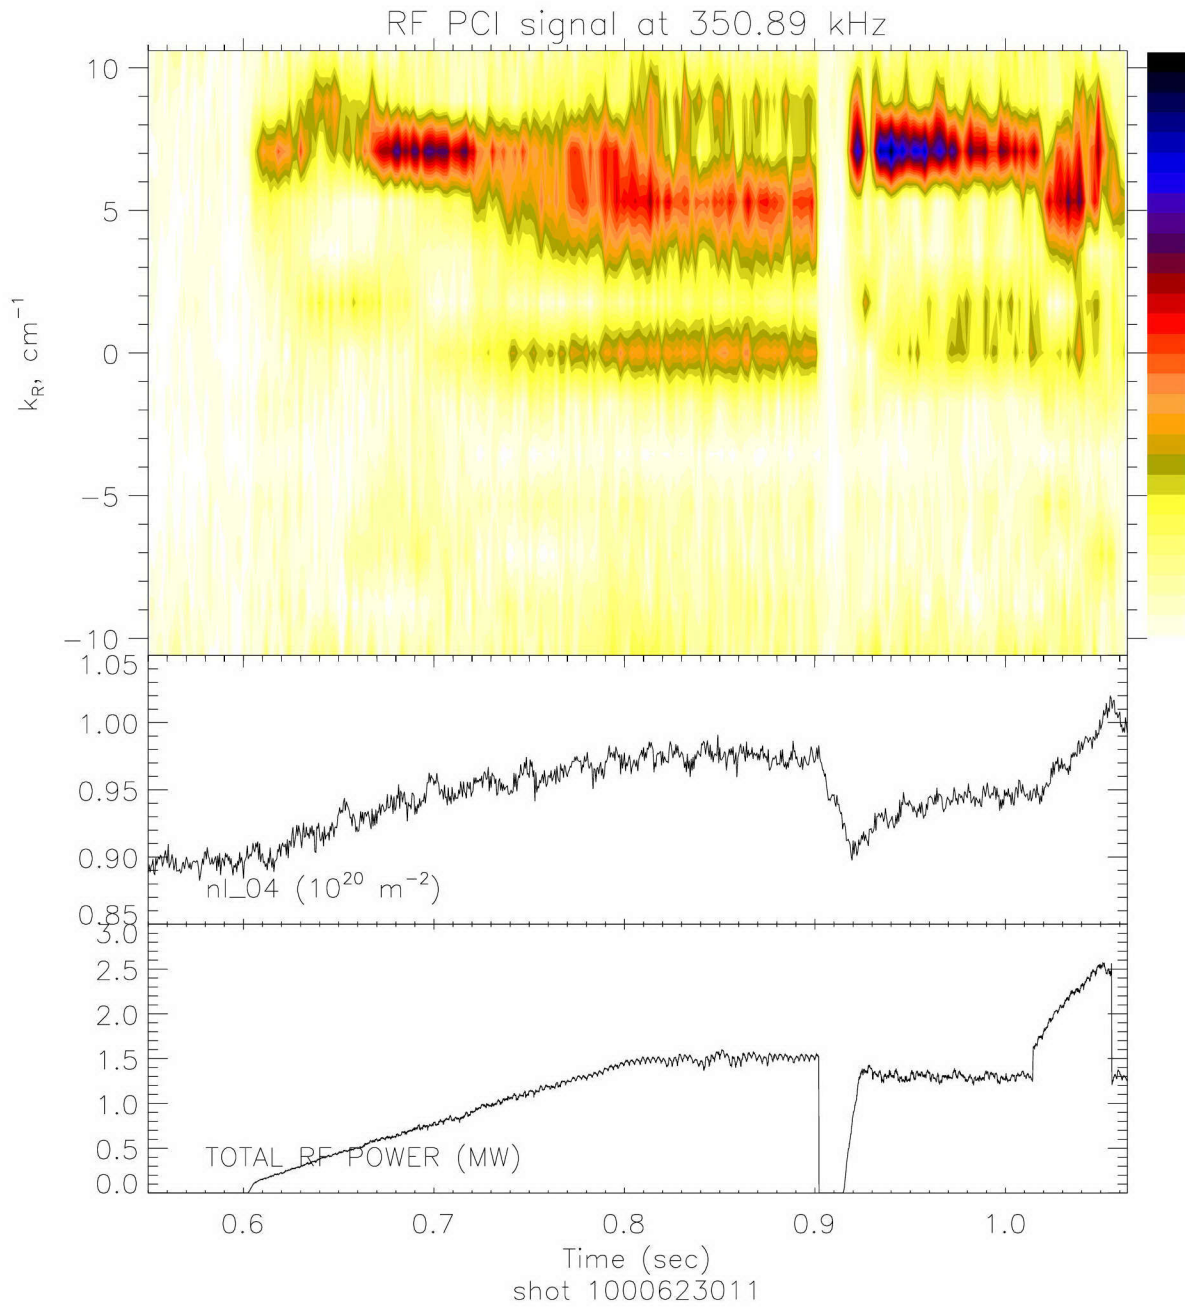 RF PCI signal at 350.89 kHz
10
5
0
−5
−10
k_R, cm⁻¹
1.05
1.00
0.95
0.90
0.85
nl_04 (10²⁰ m⁻²)
3.0
2.5
2.0
1.5
1.0
0.5
0.0
TOTAL RF POWER (MW)
0.6 0.7 0.8 0.9 1.0
Time (sec)
shot 1000623011